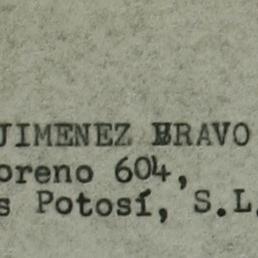 JIMENEZ BRAVO
oreno 604,
s Potosí, S.L.